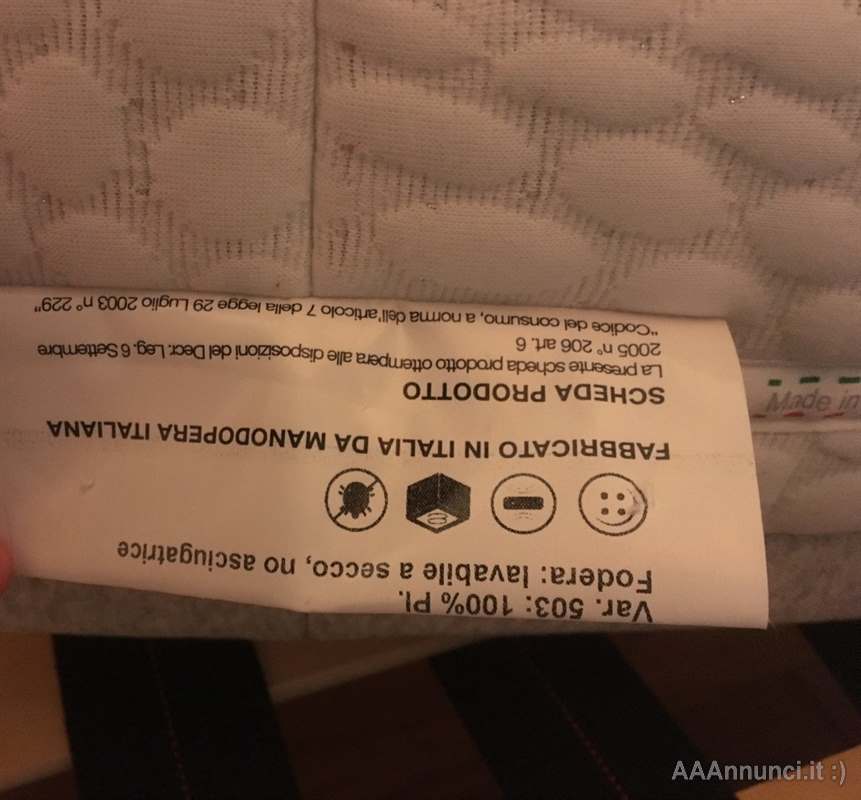 Var. 503: 100% Pl.
Fodera: lavabile a secco, no asciugatrice
FABBRICATO IN ITALIA DA MANODOPERA ITALIANA
SCHEDA PRODOTTO
La presente scheda prodotto ottempera alle disposizioni del Decr. Leg. 6 Settembre
2005 n° 206 art. 6
"Codice del consumo, a norma dell'articolo 7 della legge 29 Luglio 2003 n° 229"
Made in
AAAnnunci.it :)